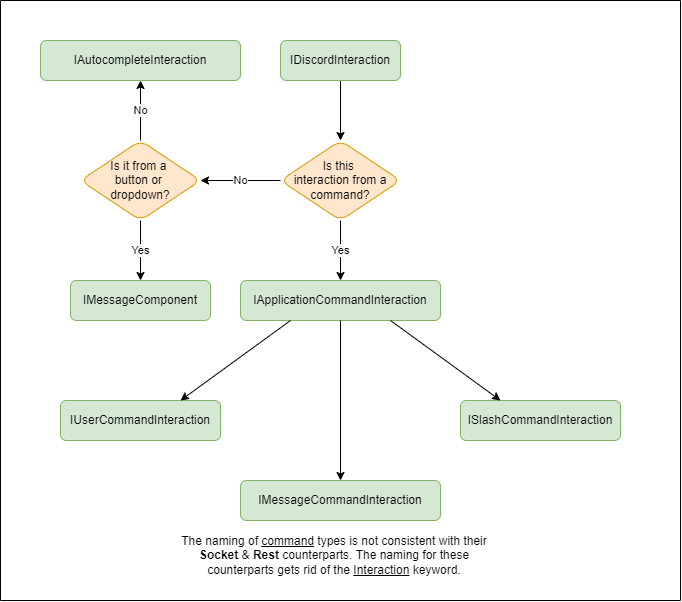 IAutocompleteInteraction
IDiscordInteraction
No
Is it from a
button or
dropdown?
No
Is this
interaction from a
command?
Yes
Yes
IMessageComponent
IApplicationCommandInteraction
IUserCommandInteraction
ISlashCommandInteraction
IMessageCommandInteraction
The naming of command types is not consistent with their
Socket & Rest counterparts. The naming for these
counterparts gets rid of the Interaction keyword.